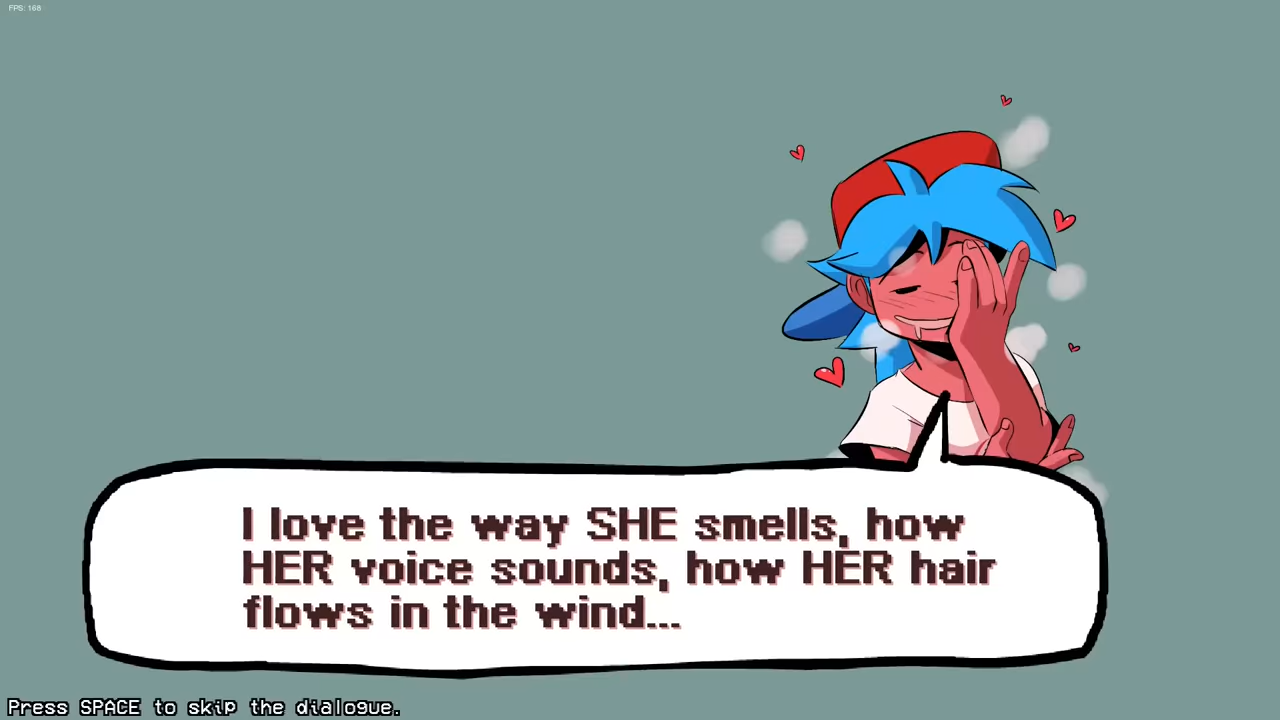 FPS: 168
I love the way SHE smells, how
HER voice sounds, how HER hair
flows in the wind...
Press SPACE to skip the dialogue.